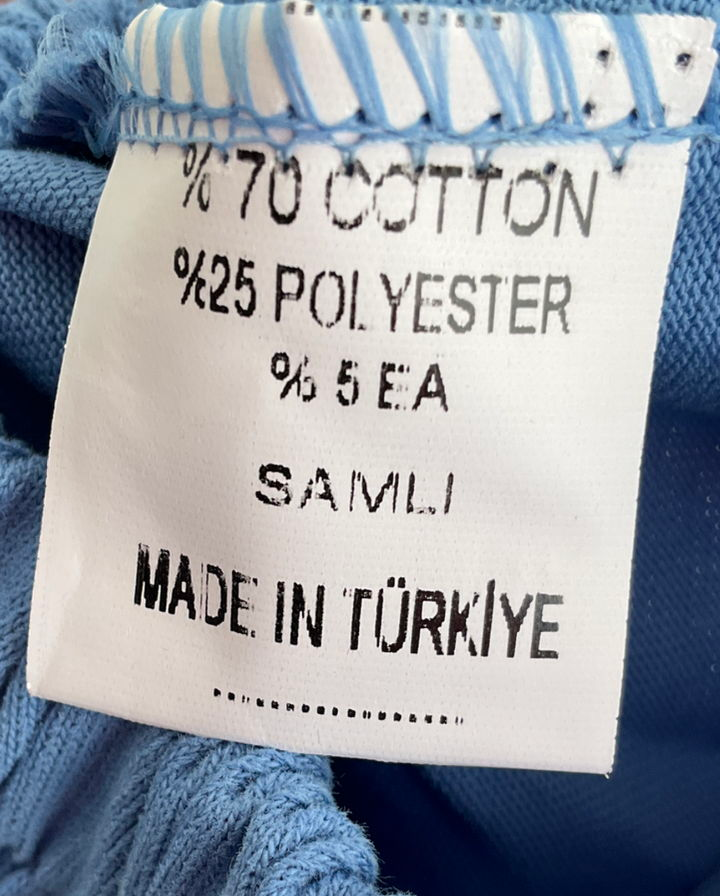 % 70 COTTON
%25 POLYESTER
% 5 EA
SAMLI
MADE IN TÜRKİYE